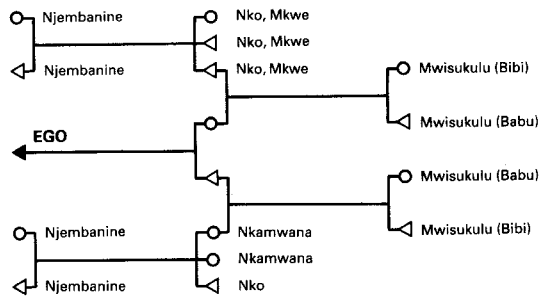 Njembanine
Nko, Mkwe
Nko, Mkwe
Njembanine
Nko, Mkwe
Mwisukulu (Bibi)
Mwisukulu (Babu)
EGO
Mwisukulu (Babu)
Mwisukulu (Bibi)
Njembanine
Nkamwana
Nkamwana
Njembanine
Nko